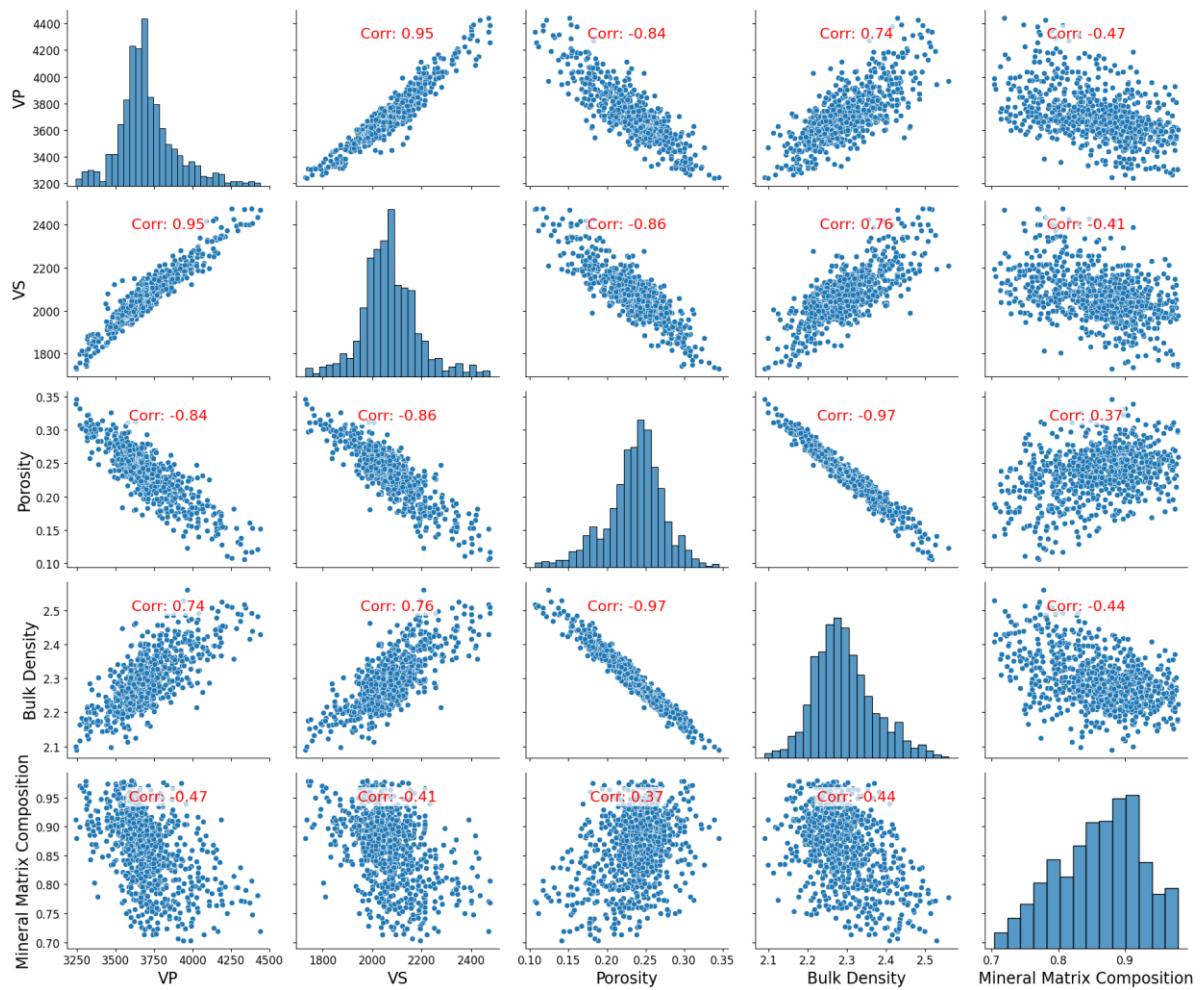 VP
4400
4200
4000
3800
3600
3400
3200
Corr: 0.95
Corr: -0.84
Corr: 0.74
Corr: -0.47
VS
2400
2200
2000
1800
Corr: 0.95
Corr: -0.86
Corr: 0.76
Corr: -0.41
Porosity
0.35
0.30
0.25
0.20
0.15
0.10
Corr: -0.84
Corr: -0.86
Corr: -0.97
Corr: 0.37
Bulk Density
2.5
2.4
2.3
2.2
2.1
Corr: 0.74
Corr: 0.76
Corr: -0.97
Corr: -0.44
Mineral Matrix Composition
0.95
0.90
0.85
0.80
0.75
0.70
Corr: -0.47
Corr: -0.41
Corr: 0.37
Corr: -0.44
3250 3500 3750 4000 4250 4500
1800 2000 2200 2400
0.10 0.15 0.20 0.25 0.30 0.35
2.1 2.2 2.3 2.4 2.5
0.7 0.8 0.9
VP
VS
Porosity
Bulk Density
Mineral Matrix Composition